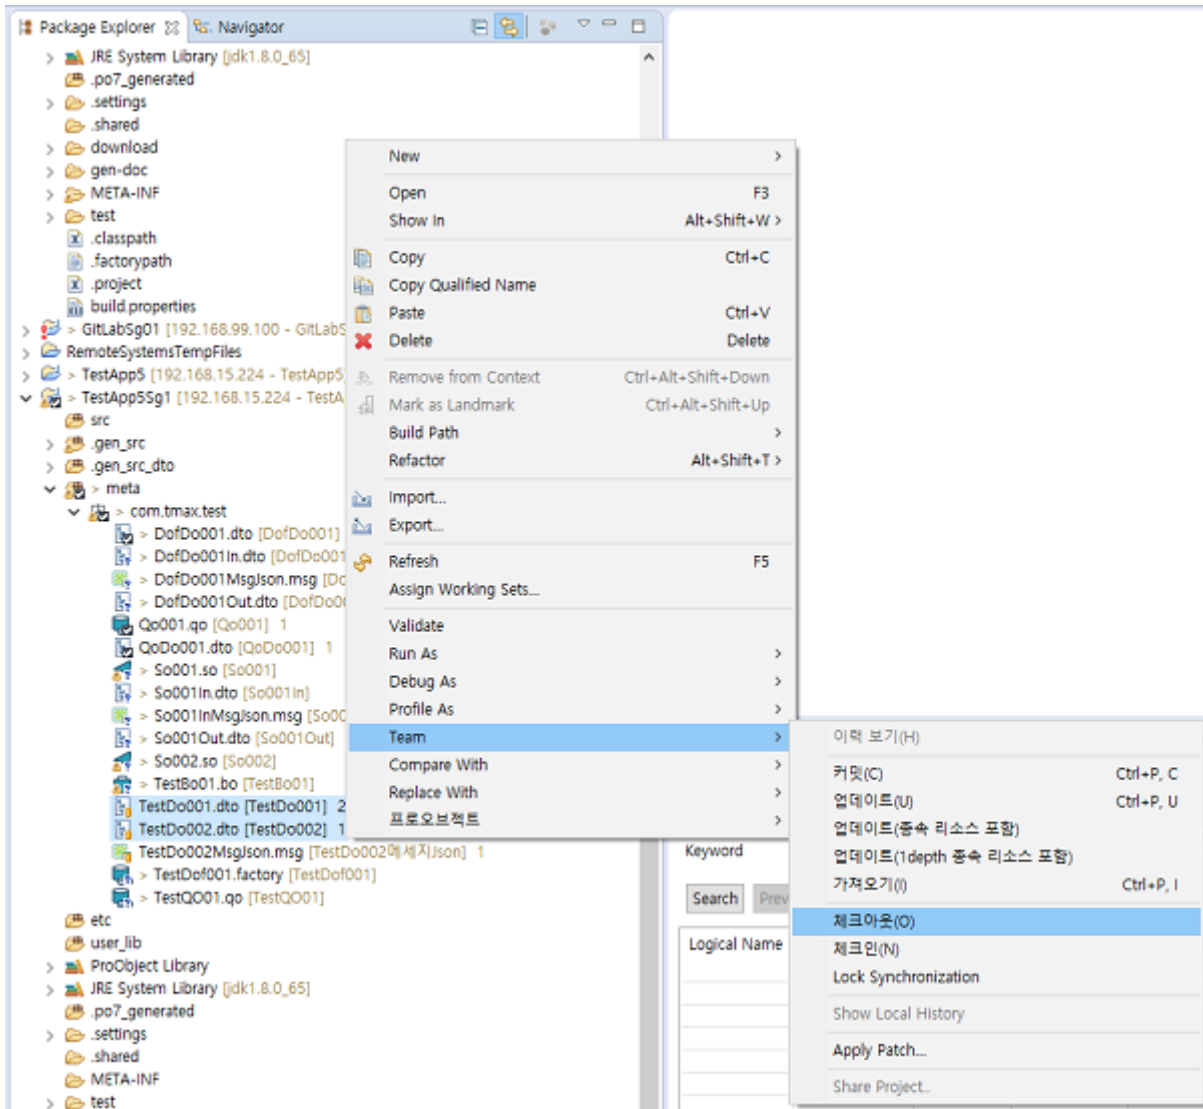 Package Explorer Navigator
JRE System Library [jdk1.8.0_65]
.po7_generated
.settings
.shared
download
gen-doc
META-INF
test
.classpath
.factorypath
.project
build.properties
> GitLabSg01 [192.168.99.100 - GitLabS
RemoteSystemsTempFiles
> TestApp5 [192.168.15.224 - TestApp5
> TestApp5Sg1 [192.168.15.224 - TestA
src
.gen_src
.gen_src_dto
> meta
> com.tmax.test
> DofDo001.dto [DofDo001]
> DofDo001In.dto [DofDo001
> DofDo001MsgJson.msg [Do
> DofDo001Out.dto [DofDo0
Qo001.qo [Qo001] 1
QoDo001.dto [QoDo001] 1
> So001.so [So001]
> So001In.dto [So001In]
> So001InMsgJson.msg [So00
> So001Out.dto [So001Out]
> So002.so [So002]
> TestBo01.bo [TestBo01]
TestDo001.dto [TestDo001] 2
TestDo002.dto [TestDo002] 1
TestDo002MsgJson.msg [TestDo002메세지Json] 1
> TestDof001.factory [TestDof001]
> TestQO01.qo [TestQO01]
etc
user_lib
ProObject Library
JRE System Library [jdk1.8.0_65]
.po7_generated
.settings
.shared
META-INF
test
New
Open F3
Show In Alt+Shift+W >
Copy Ctrl+C
Copy Qualified Name
Paste Ctrl+V
Delete Delete
Remove from Context Ctrl+Alt+Shift+Down
Mark as Landmark Ctrl+Alt+Shift+Up
Build Path
Refactor Alt+Shift+T >
Import...
Export...
Refresh F5
Assign Working Sets...
Validate
Run As
Debug As
Profile As
Team
Compare With
Replace With
프로오브젝트
이력 보기(H)
커밋(C) Ctrl+P, C
업데이트(U) Ctrl+P, U
업데이트(종속 리소스 포함)
업데이트(1depth 종속 리소스 포함)
가져오기(I) Ctrl+P, I
체크아웃(O)
체크인(N)
Lock Synchronization
Show Local History
Apply Patch...
Share Project...
Keyword
Search Prev
Logical Name